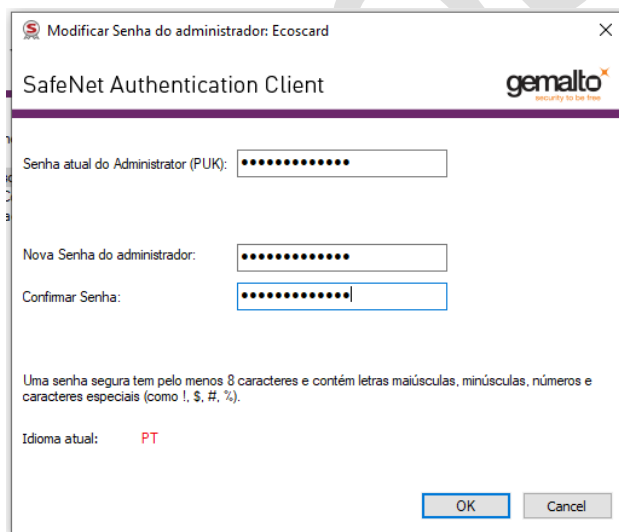 Modificar Senha do administrador: Ecoscard
SafeNet Authentication Client
gemalto
security to be free
Senha atual do Administrator (PUK):
Nova Senha do administrador:
Confirmar Senha:
Uma senha segura tem pelo menos 8 caracteres e contém letras maiúsculas, minúsculas, números e
caracteres especiais (como !, $, #, %).
Idioma atual: PT
OK Cancel